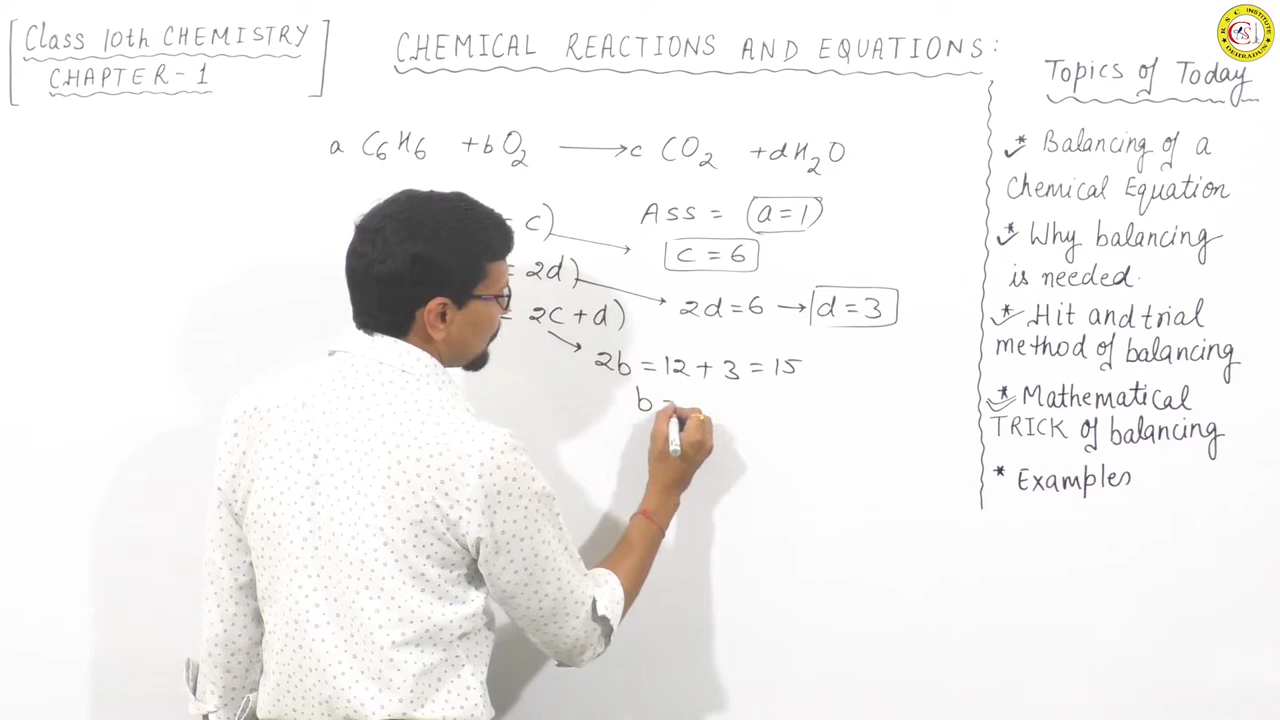 Class 10th CHEMISTRY
CHAPTER-1
CHEMICAL REACTIONS AND EQUATIONS:
a C6H6 + b O2 ⟶ c CO2 + d H2O
= c)
= 2d)
= 2c + d)
Ass = a = 1
c = 6
2d = 6 → d = 3
2b = 12 + 3 = 15
b =
Topics of Today
* Balancing of a
Chemical Equation
* Why balancing
is needed.
* Hit and trial
method of balancing
* Mathematical
TRICK of balancing
* Examples
R S C INSTITUTE
DEHRADUN